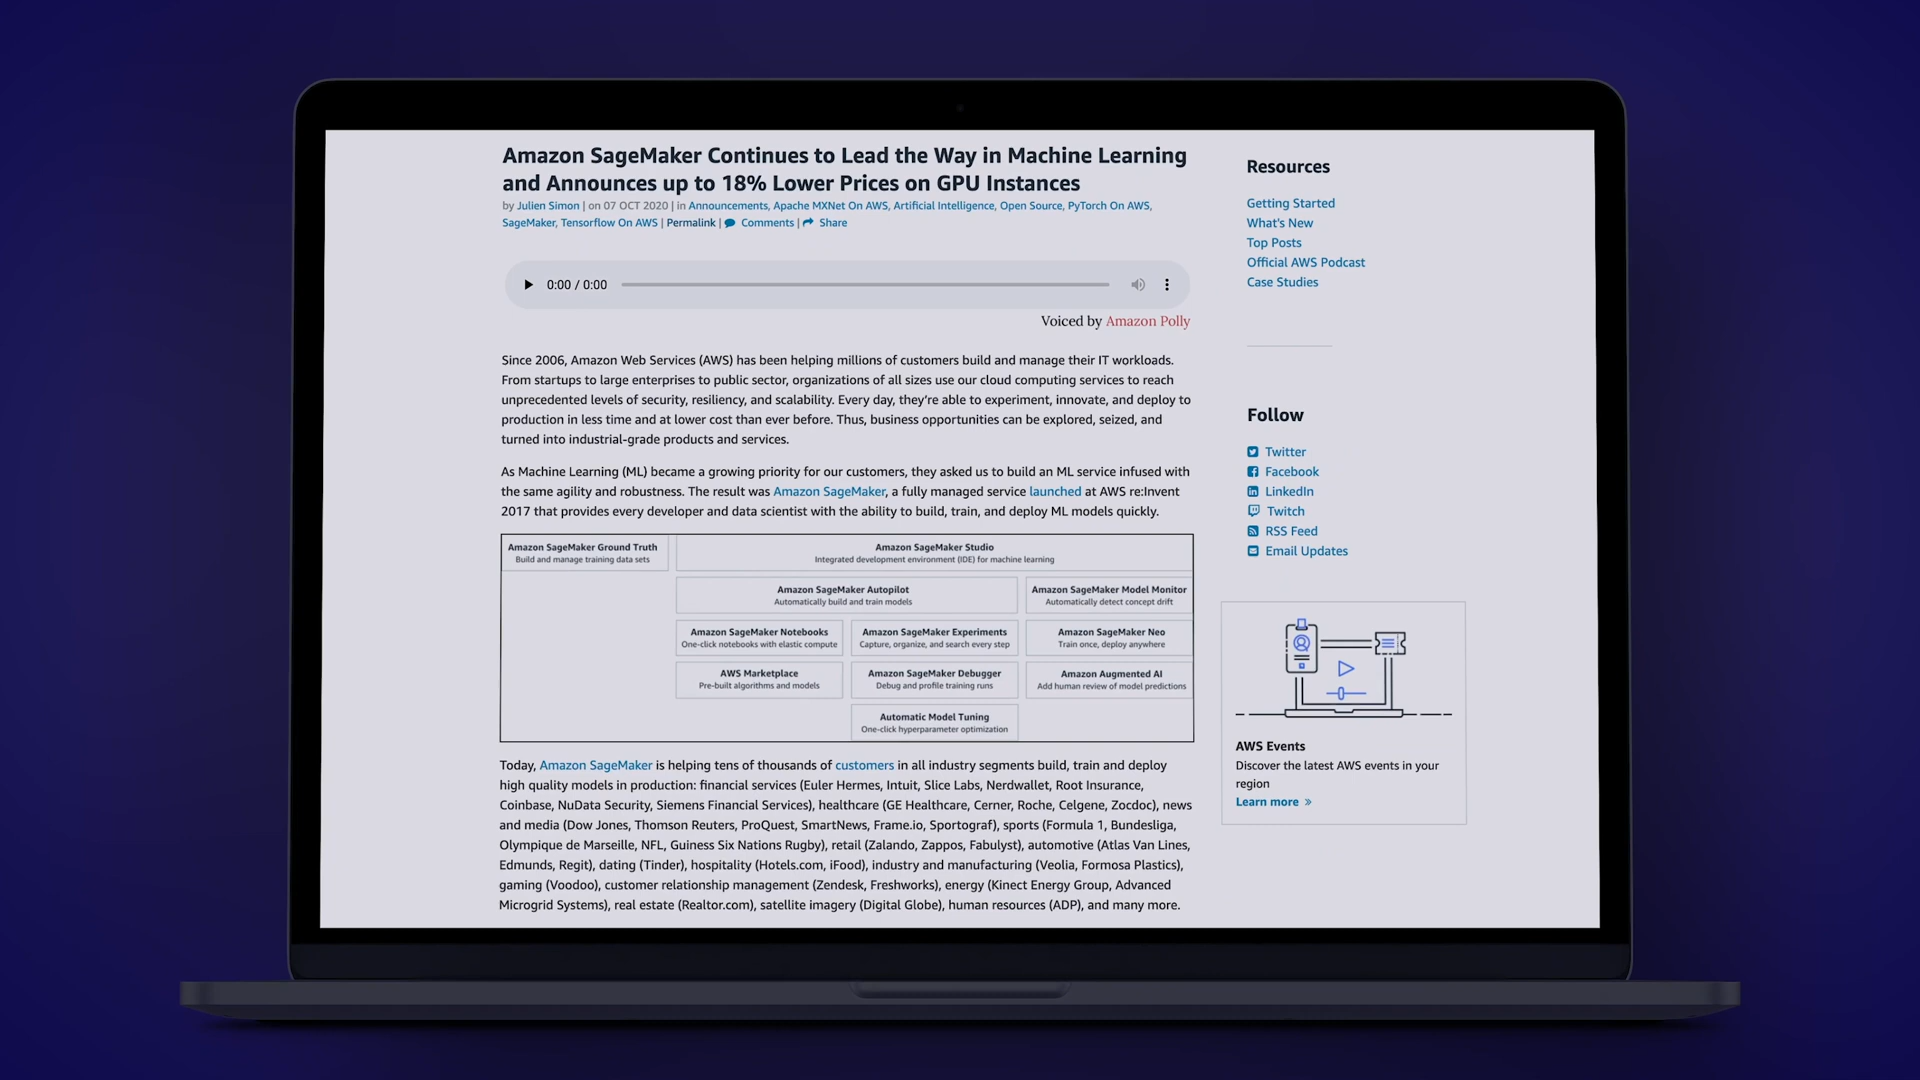 Amazon SageMaker Continues to Lead the Way in Machine Learning
and Announces up to 18% Lower Prices on GPU Instances
by Julien Simon | on 07 OCT 2020 | in Announcements, Apache MXNet On AWS, Artificial Intelligence, Open Source, PyTorch On AWS,
SageMaker, Tensorflow On AWS | Permalink | Comments | Share
0:00 / 0:00
Voiced by Amazon Polly
Since 2006, Amazon Web Services (AWS) has been helping millions of customers build and manage their IT workloads.
From startups to large enterprises to public sector, organizations of all sizes use our cloud computing services to reach
unprecedented levels of security, resiliency, and scalability. Every day, they're able to experiment, innovate, and deploy to
production in less time and at lower cost than ever before. Thus, business opportunities can be explored, seized, and
turned into industrial-grade products and services.
As Machine Learning (ML) became a growing priority for our customers, they asked us to build an ML service infused with
the same agility and robustness. The result was Amazon SageMaker, a fully managed service launched at AWS re:Invent
2017 that provides every developer and data scientist with the ability to build, train, and deploy ML models quickly.
Amazon SageMaker Ground Truth
Build and manage training data sets
Amazon SageMaker Studio
Integrated development environment (IDE) for machine learning
Amazon SageMaker Autopilot
Automatically build and train models
Amazon SageMaker Model Monitor
Automatically detect concept drift
Amazon SageMaker Notebooks
One-click notebooks with elastic compute
Amazon SageMaker Experiments
Capture, organize, and search every step
Amazon SageMaker Neo
Train once, deploy anywhere
AWS Marketplace
Pre-built algorithms and models
Amazon SageMaker Debugger
Debug and profile training runs
Amazon Augmented AI
Add human review of model predictions
Automatic Model Tuning
One-click hyperparameter optimization
Today, Amazon SageMaker is helping tens of thousands of customers in all industry segments build, train and deploy
high quality models in production: financial services (Euler Hermes, Intuit, Slice Labs, Nerdwallet, Root Insurance,
Coinbase, NuData Security, Siemens Financial Services), healthcare (GE Healthcare, Cerner, Roche, Celgene, Zocdoc), news
and media (Dow Jones, Thomson Reuters, ProQuest, SmartNews, Frame.io, Sportograf), sports (Formula 1, Bundesliga,
Olympique de Marseille, NFL, Guiness Six Nations Rugby), retail (Zalando, Zappos, Fabulyst), automotive (Atlas Van Lines,
Edmunds, Regit), dating (Tinder), hospitality (Hotels.com, iFood), industry and manufacturing (Veolia, Formosa Plastics),
gaming (Voodoo), customer relationship management (Zendesk, Freshworks), energy (Kinect Energy Group, Advanced
Microgrid Systems), real estate (Realtor.com), satellite imagery (Digital Globe), human resources (ADP), and many more.
Resources
Getting Started
What's New
Top Posts
Official AWS Podcast
Case Studies
Follow
Twitter
Facebook
LinkedIn
Twitch
RSS Feed
Email Updates
AWS Events
Discover the latest AWS events in your
region
Learn more »